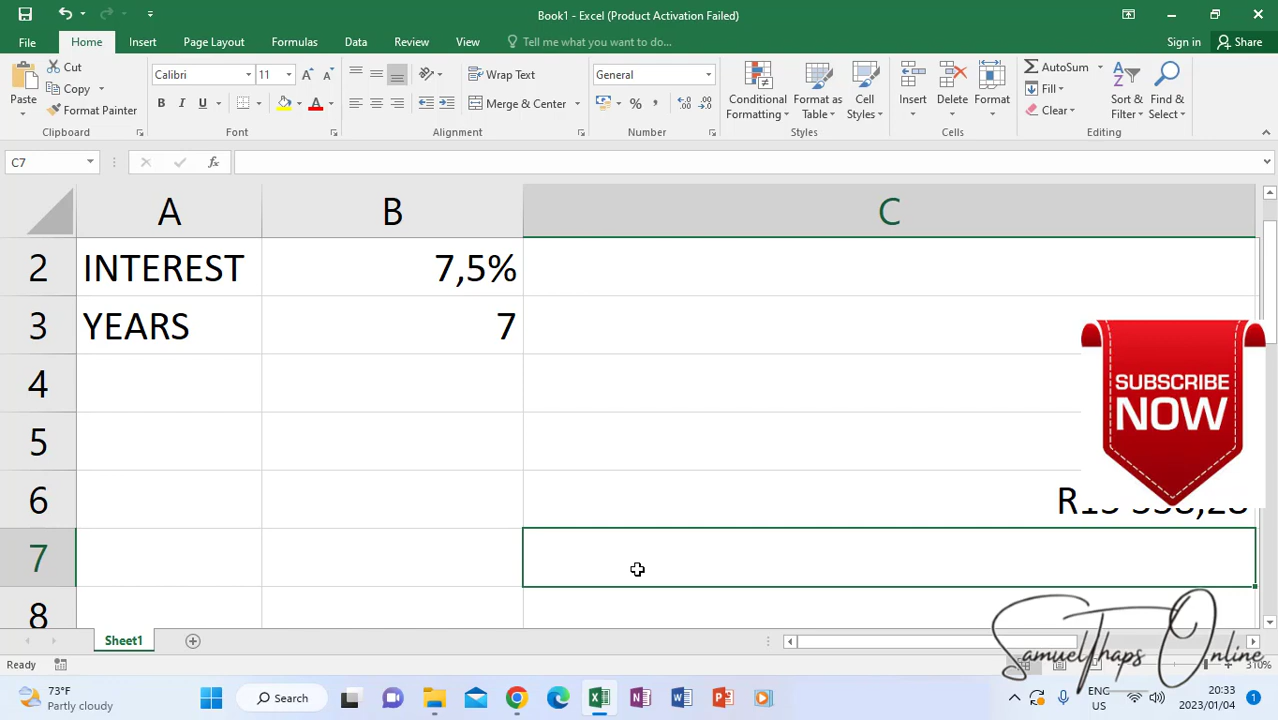 Book1 - Excel (Product Activation Failed)
File Home Insert Page Layout Formulas Data Review View Tell me what you want to do... Sign in Share
Paste Cut Copy Format Painter
Calibri 11
B I U A
Wrap Text
Merge & Center
General
%
Conditional Formatting
Format as Table
Cell Styles
Insert Delete Format
AutoSum
Fill
Clear
Sort & Filter
Find & Select
Clipboard Font Alignment Number Styles Cells Editing
C7 fx
A B C
2 INTEREST 7,5%
3 YEARS 7
4
SUBSCRIBE
NOW
5
6
7
8
Sheet1
SamuelThaps Online
Ready 310%
73°F
Partly cloudy
Search
ENG
US
20:33
2023/01/04
1